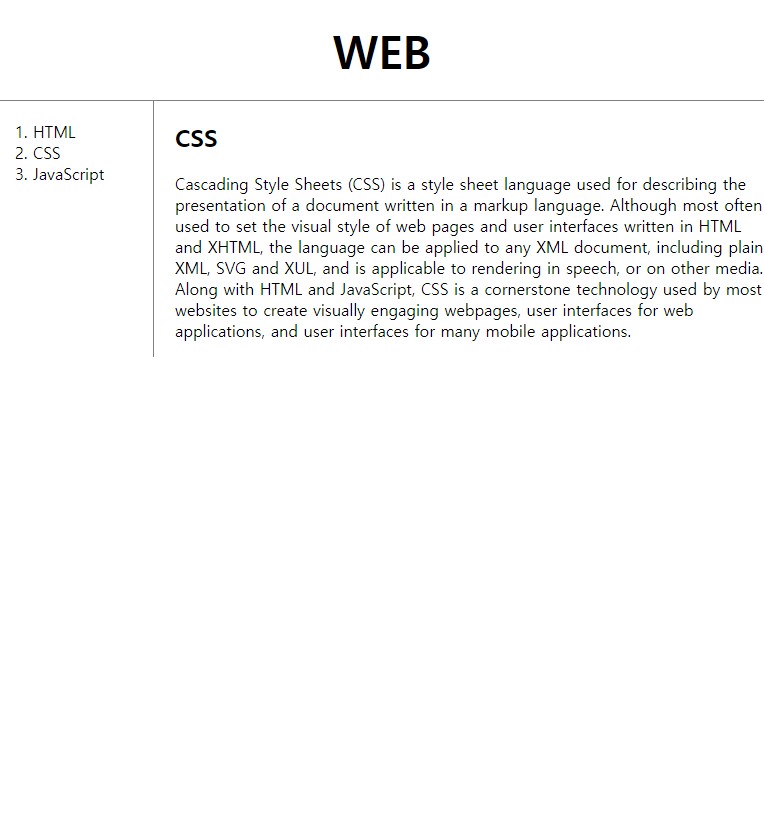 WEB
1. HTML
2. CSS
3. JavaScript
CSS
Cascading Style Sheets (CSS) is a style sheet language used for describing the
presentation of a document written in a markup language. Although most often
used to set the visual style of web pages and user interfaces written in HTML
and XHTML, the language can be applied to any XML document, including plain
XML, SVG and XUL, and is applicable to rendering in speech, or on other media.
Along with HTML and JavaScript, CSS is a cornerstone technology used by most
websites to create visually engaging webpages, user interfaces for web
applications, and user interfaces for many mobile applications.